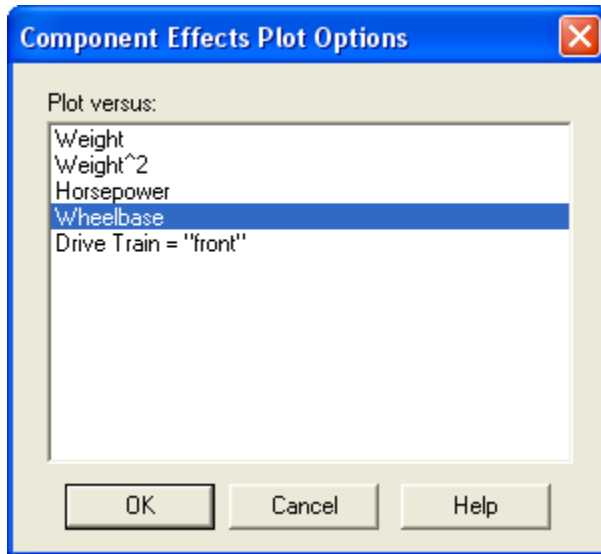 Component Effects Plot Options
Plot versus:
Weight
Weight^2
Horsepower
Wheelbase
Drive Train = "front"
OK Cancel Help